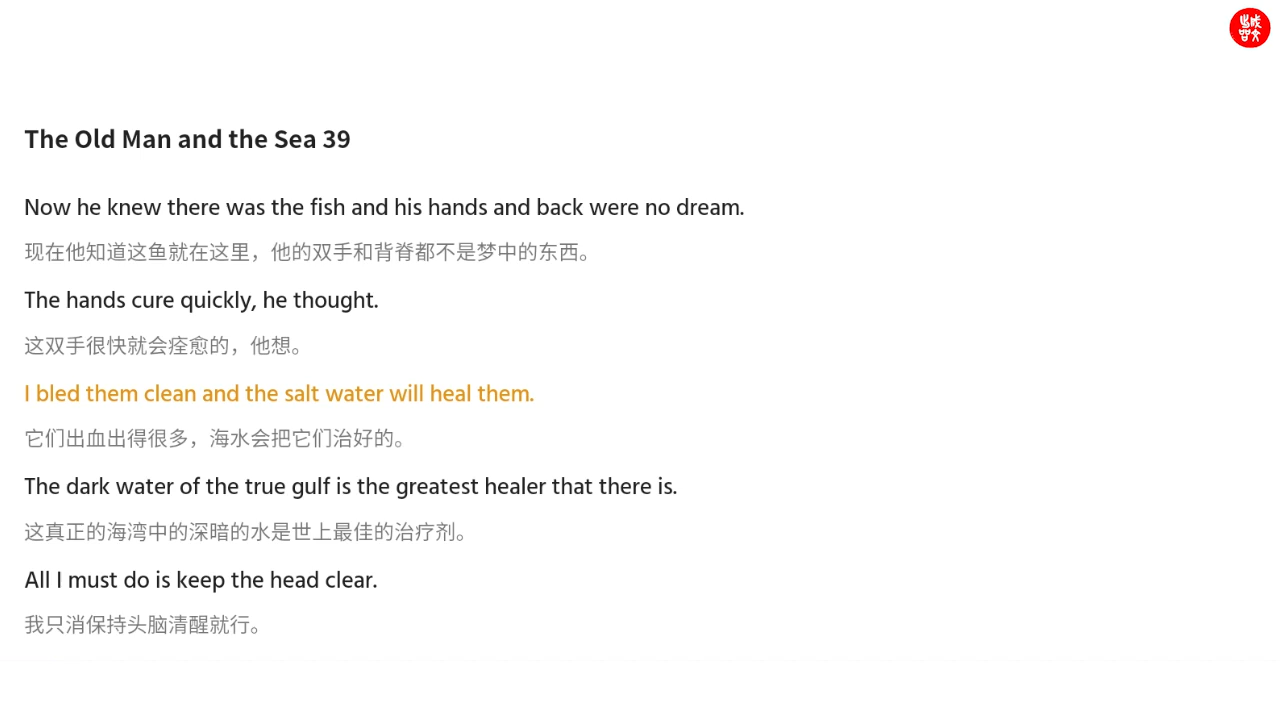 The Old Man and the Sea 39
Now he knew there was the fish and his hands and back were no dream.
现在他知道这鱼就在这里，他的双手和背脊都不是梦中的东西。
The hands cure quickly, he thought.
这双手很快就会痊愈的，他想。
I bled them clean and the salt water will heal them.
它们出血出得很多，海水会把它们治好的。
The dark water of the true gulf is the greatest healer that there is.
这真正的海湾中的深暗的水是世上最佳的治疗剂。
All I must do is keep the head clear.
我只消保持头脑清醒就行。